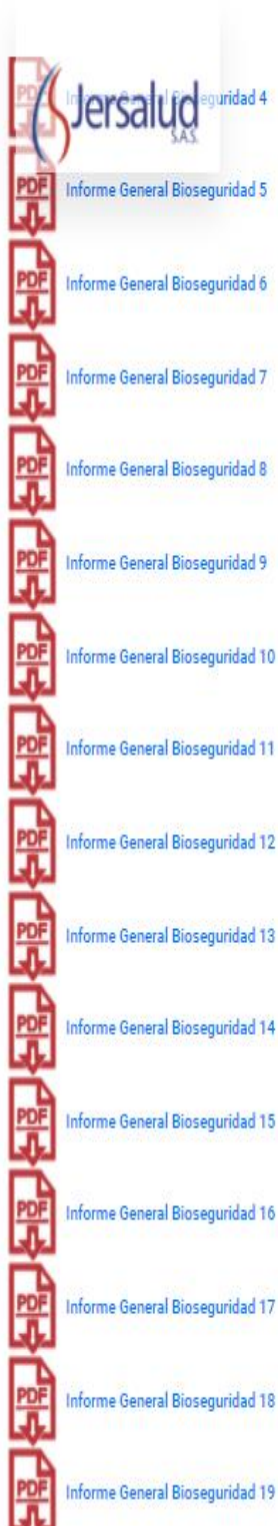 Jersalud
S.A.S.
PDF Informe General Bioseguridad 4
PDF Informe General Bioseguridad 5
PDF Informe General Bioseguridad 6
PDF Informe General Bioseguridad 7
PDF Informe General Bioseguridad 8
PDF Informe General Bioseguridad 9
PDF Informe General Bioseguridad 10
PDF Informe General Bioseguridad 11
PDF Informe General Bioseguridad 12
PDF Informe General Bioseguridad 13
PDF Informe General Bioseguridad 14
PDF Informe General Bioseguridad 15
PDF Informe General Bioseguridad 16
PDF Informe General Bioseguridad 17
PDF Informe General Bioseguridad 18
PDF Informe General Bioseguridad 19